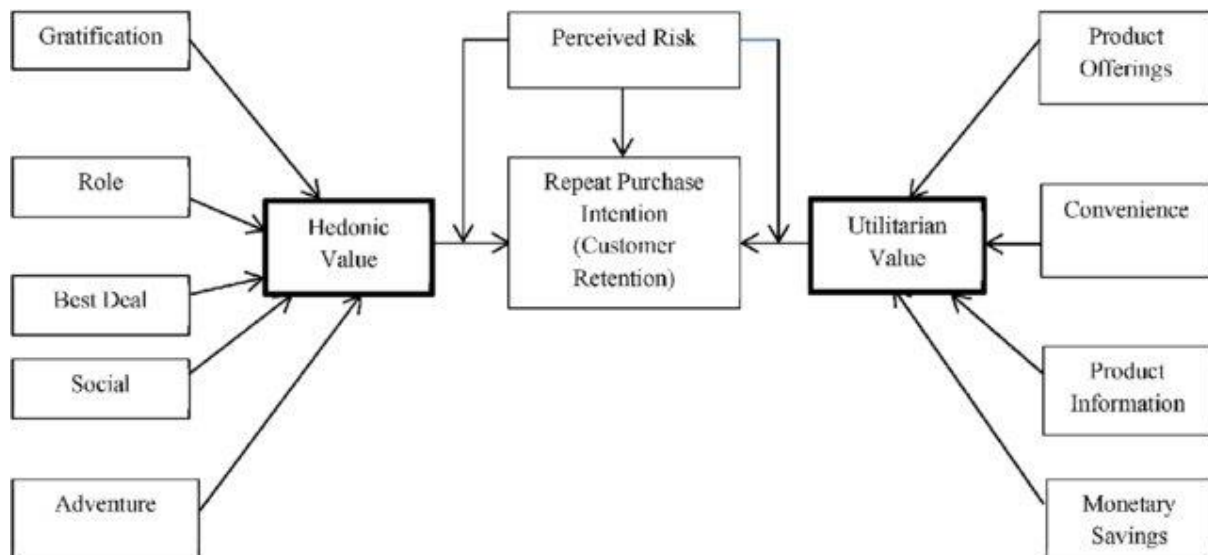 Gratification
Perceived Risk
Product
Offerings
Role
Repeat Purchase
Intention
(Customer
Retention)
Convenience
Hedonic
Value
Utilitarian
Value
Best Deal
Social
Product
Information
Adventure
Monetary
Savings